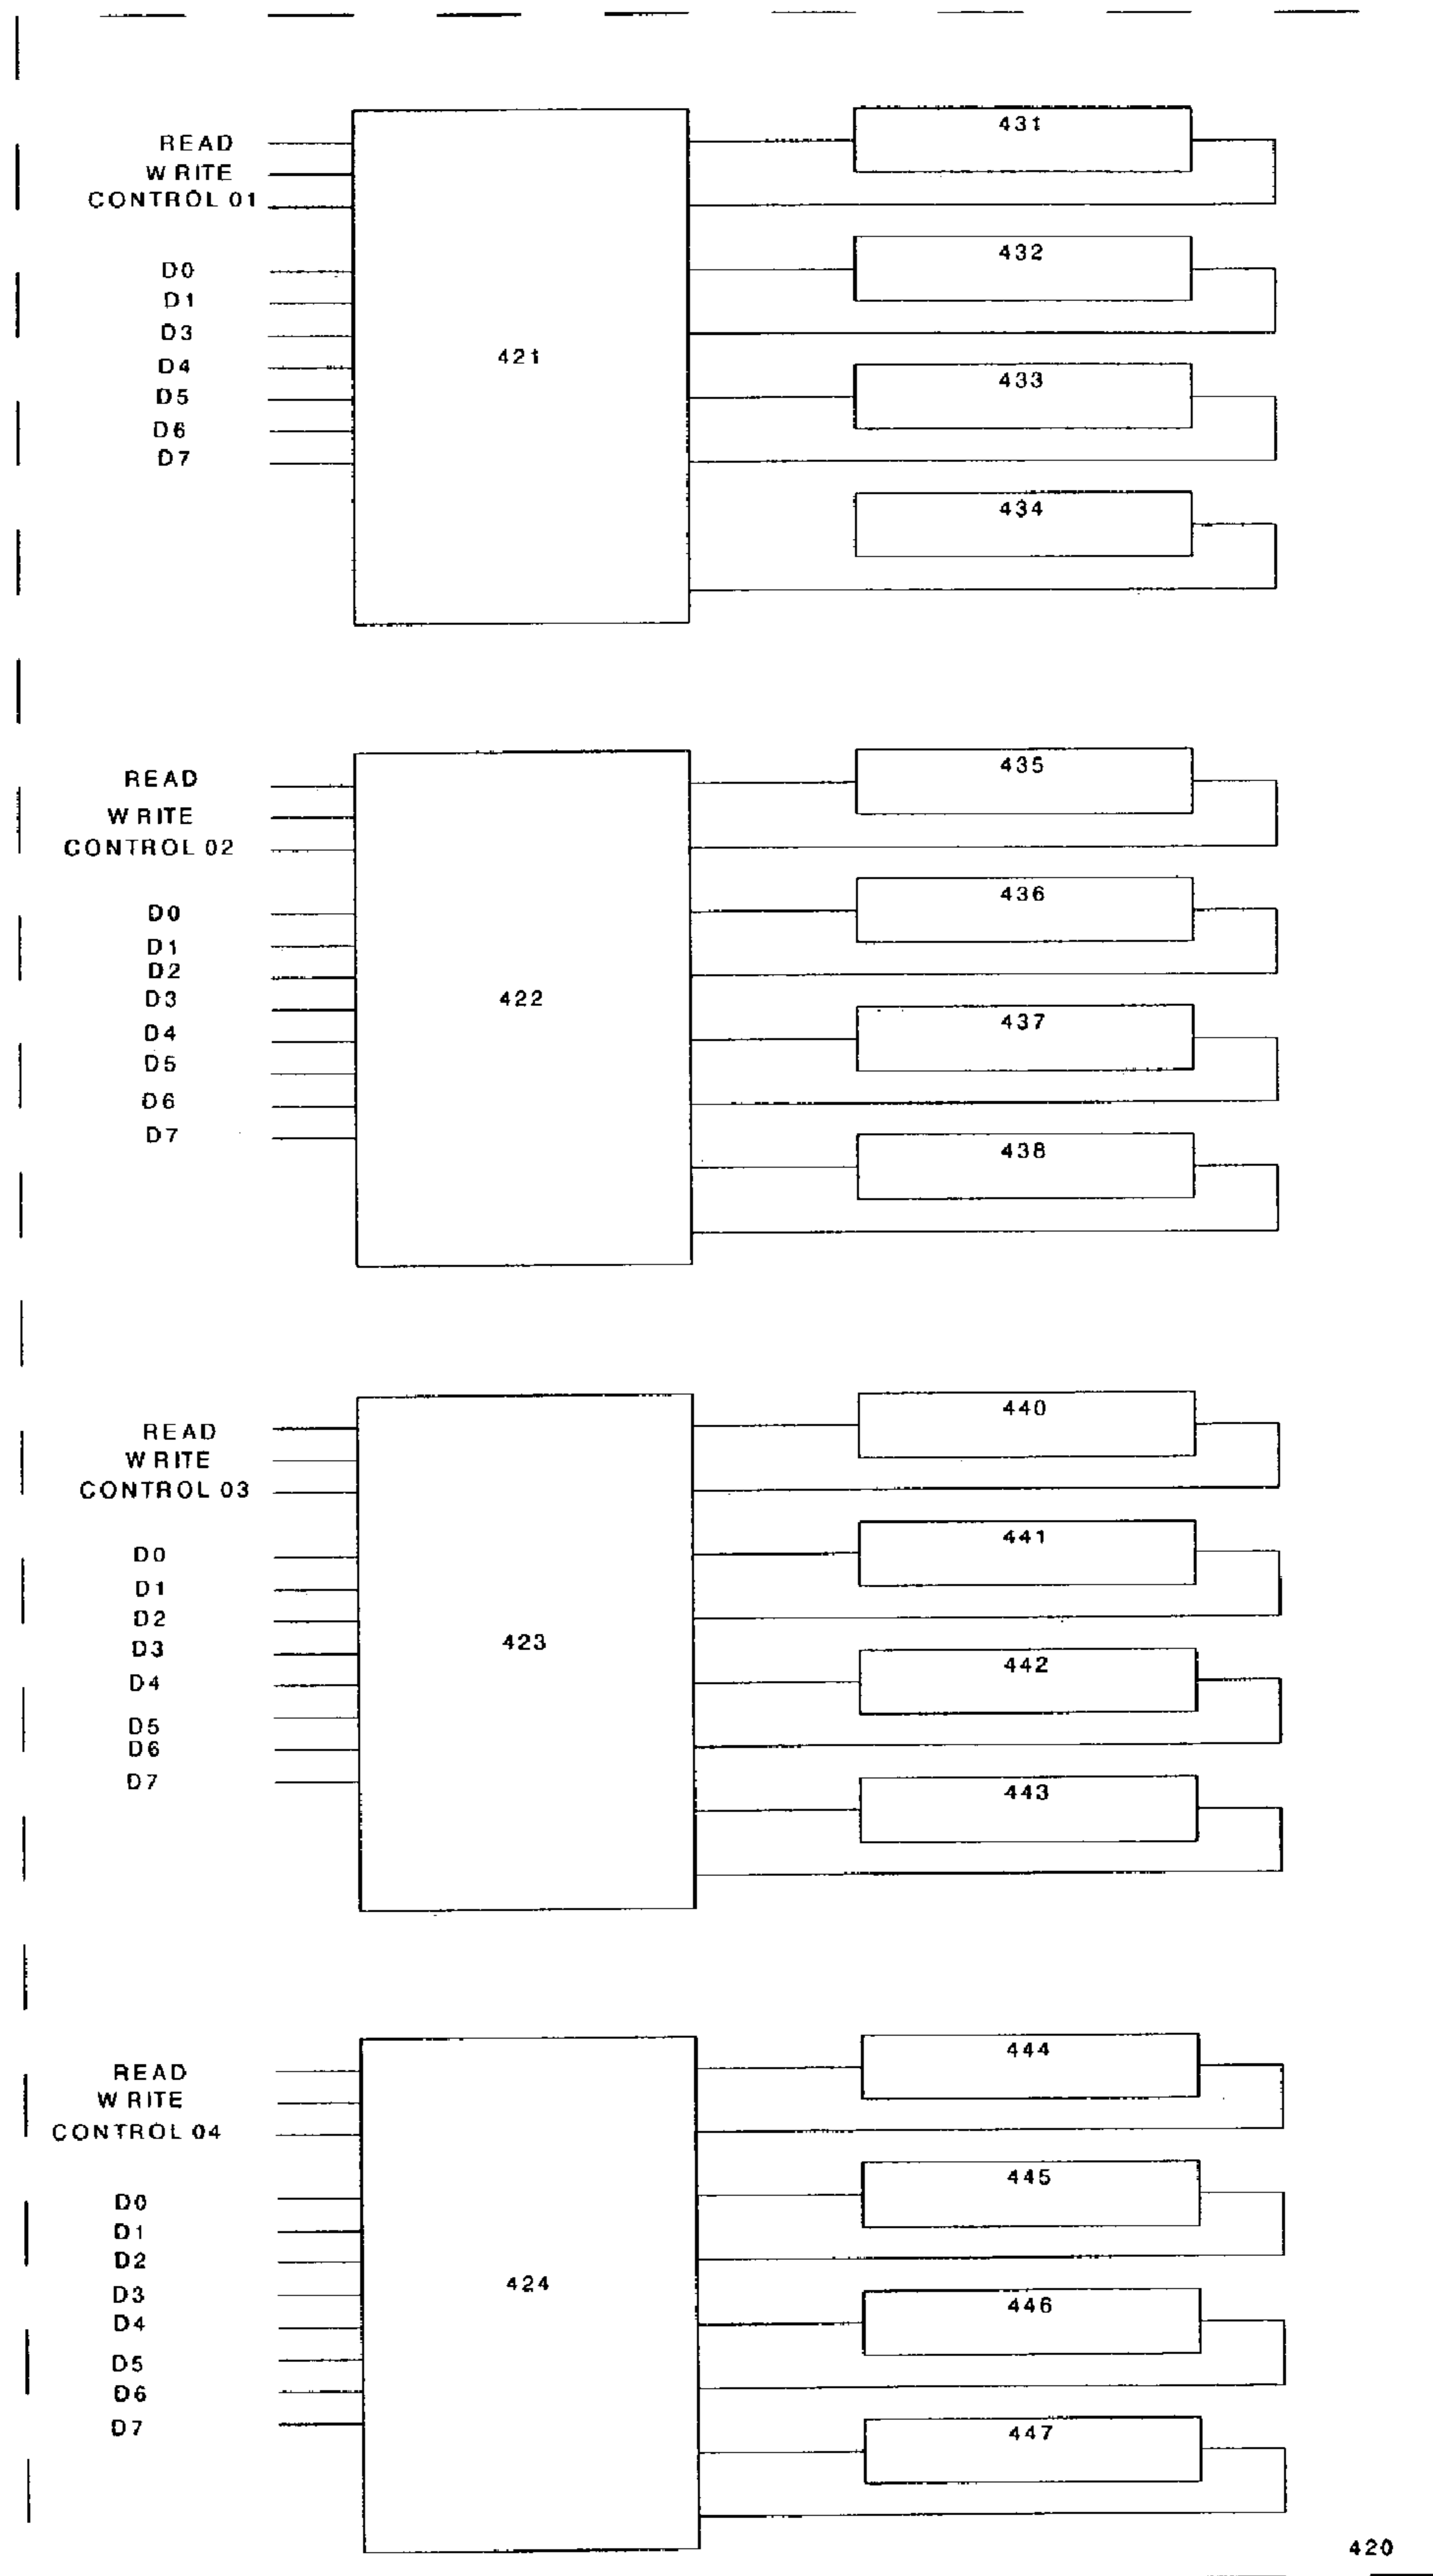 READ
WRITE
CONTROL 01
D0
D1
D3
D4
D5
D6
D7
421
431
432
433
434
READ
WRITE
CONTROL 02
D0
D1
D2
D3
D4
D5
D6
D7
422
435
436
437
438
READ
WRITE
CONTROL 03
D0
D1
D2
D3
D4
D5
D6
D7
423
440
441
442
443
READ
WRITE
CONTROL 04
D0
D1
D2
D3
D4
D5
D6
D7
424
444
445
446
447
420